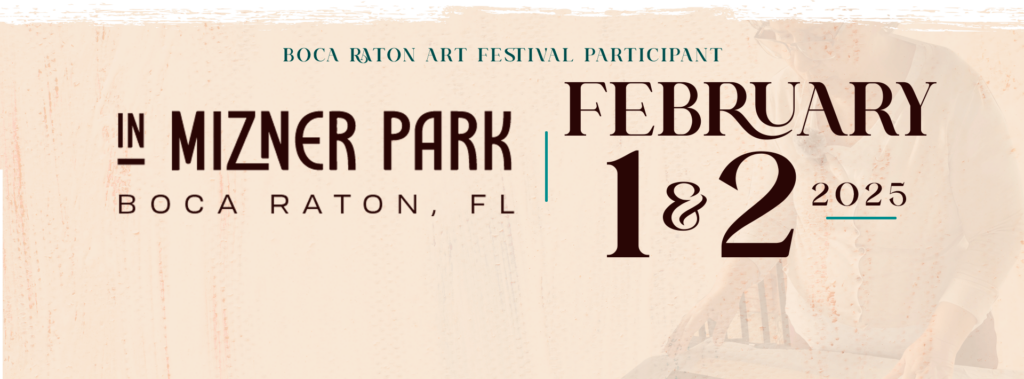 BOCA RATON ART FESTIVAL PARTICIPANT
IN MIZNER PARK
BOCA RATON, FL
FEBRUARY
1 & 2 2025